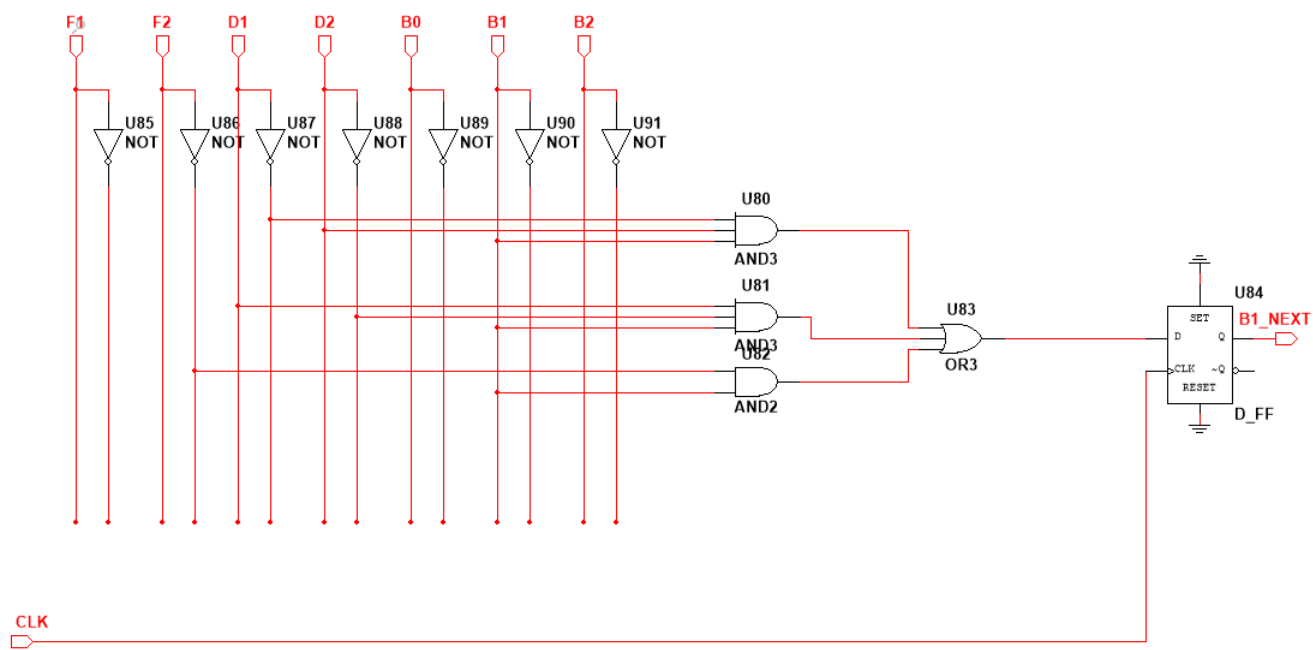 F1 F2 D1 D2 B0 B1 B2
U85 U86 U87 U88 U89 U90 U91
NOT NOT NOT NOT NOT NOT NOT
U80
AND3
U81
AND3
U82
AND2
U83
OR3
U84
SET
B1_NEXT
D Q
CLK ~Q
RESET
D_FF
CLK